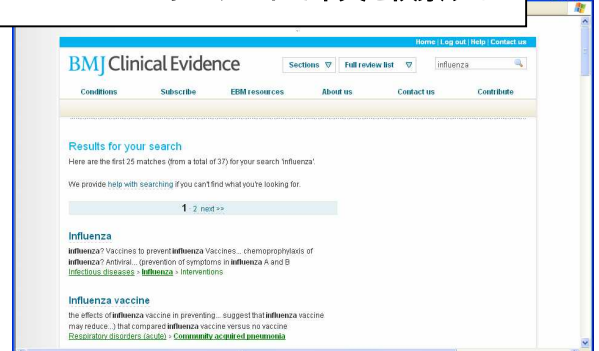 Home | Log out | Help | Contact us
BMJ Clinical Evidence
Sections ▽ Full review list ▽ influenza
Conditions Subscribe EBM resources About us Contact us Contribute
Results for your search
Here are the first 25 matches (from a total of 37) for your search 'influenza'.
We provide help with searching if you can't find what you're looking for.
1 - 2 next >>
Influenza
influenza? Vaccines to prevent influenza Vaccines... chemoprophylaxis of
influenza? Antiviral... (prevention of symptoms in influenza A and B
Infectious diseases > Influenza > Interventions
Influenza vaccine
the effects of influenza vaccine in preventing... suggest that influenza vaccine
may reduce...) that compared influenza vaccine versus no vaccine
Respiratory disorders (acute) > Community acquired pneumonia